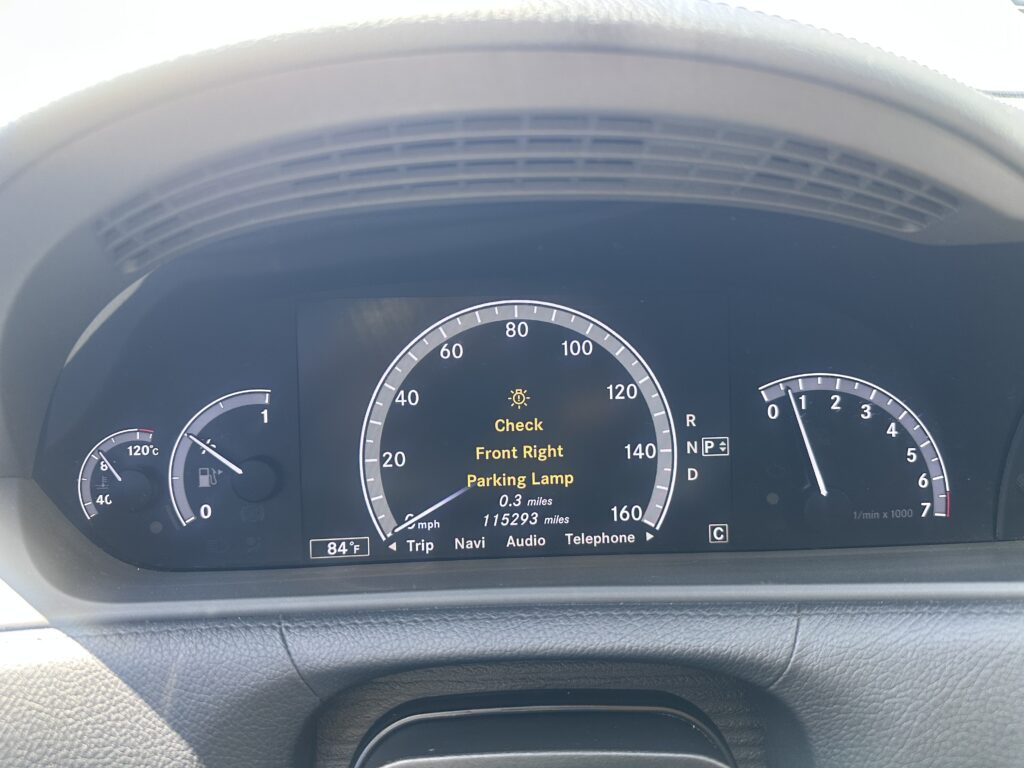 1
120°c
40
0
84°F
80
60
100
40
120
20
140
160
Check
Front Right
Parking Lamp
0.3 miles
115293 miles
mph
Trip Navi Audio Telephone
R
N P
D
C
0 1 2 3 4 5 6 7
1/min x 1000